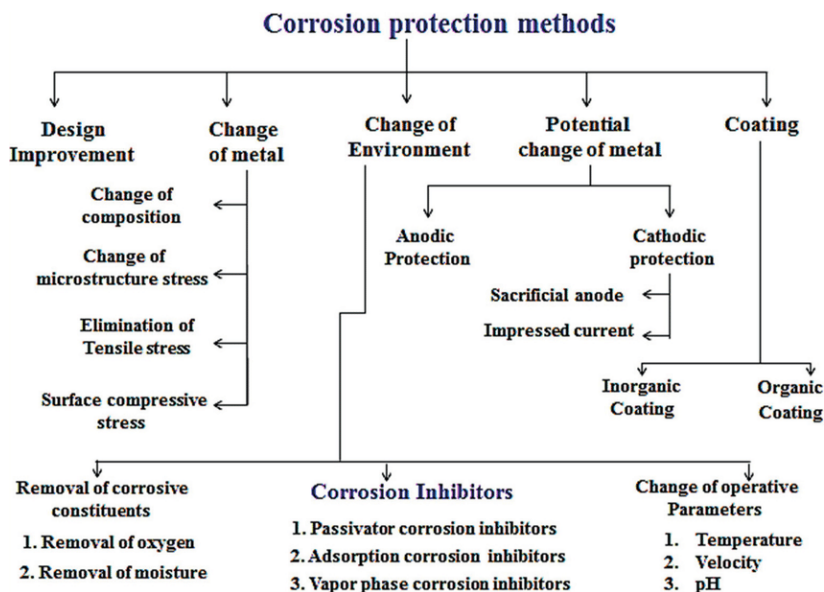 Corrosion protection methods
Design
Improvement
Change
of metal
Change of
Environment
Potential
change of metal
Coating
Change of
composition
Change of
microstructure stress
Elimination of
Tensile stress
Surface compressive
stress
Anodic
Protection
Cathodic
protection
Sacrificial anode
Impressed current
Inorganic
Coating
Organic
Coating
Removal of corrosive
constituents
1. Removal of oxygen
2. Removal of moisture
Corrosion Inhibitors
1. Passivator corrosion inhibitors
2. Adsorption corrosion inhibitors
3. Vapor phase corrosion inhibitors
Change of operative
Parameters
1. Temperature
2. Velocity
3. pH